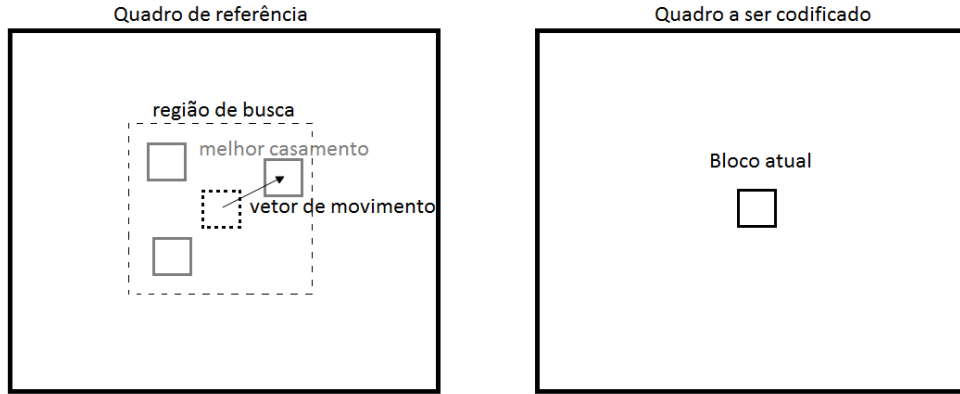 Quadro de referência
Quadro a ser codificado
região de busca
melhor casamento
Bloco atual
vetor de movimento